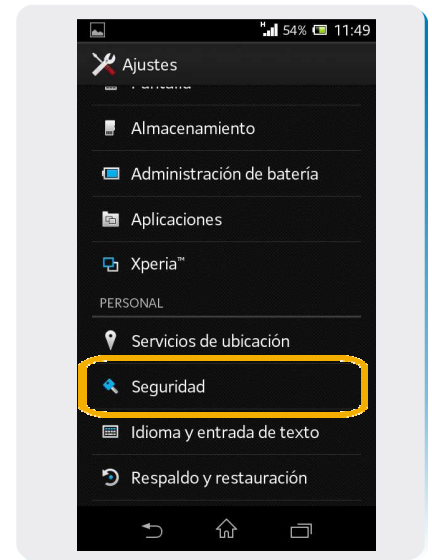 H 54% 11:49
Ajustes
Pantalla
Almacenamiento
Administración de batería
Aplicaciones
Xperia™
PERSONAL
Servicios de ubicación
Seguridad
Idioma y entrada de texto
Respaldo y restauración